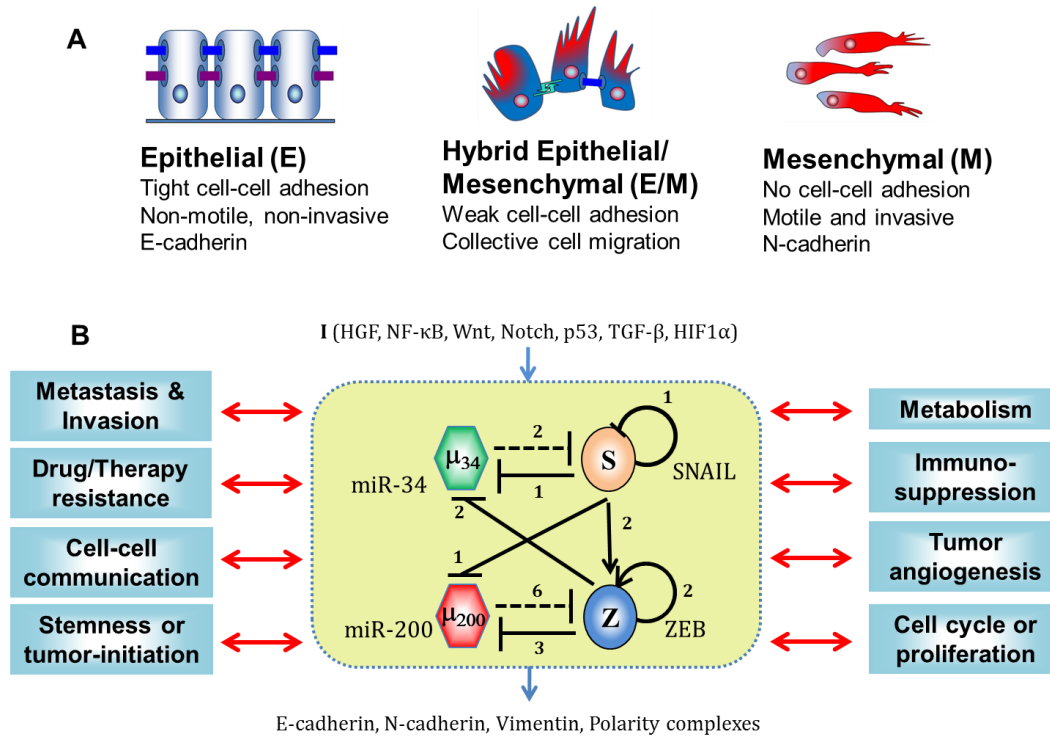 A
Epithelial (E)
Tight cell-cell adhesion
Non-motile, non-invasive
E-cadherin
Hybrid Epithelial/
Mesenchymal (E/M)
Weak cell-cell adhesion
Collective cell migration
Mesenchymal (M)
No cell-cell adhesion
Motile and invasive
N-cadherin
B
I (HGF, NF-κB, Wnt, Notch, p53, TGF-β, HIF1α)
Metastasis &
Invasion
Drug/Therapy
resistance
Cell-cell
communication
Stemness or
tumor-initiation
1
2
μ34
S
miR-34
SNAIL
1
2
2
1
6
2
μ200
Z
miR-200
ZEB
3
Metabolism
Immuno-
suppression
Tumor
angiogenesis
Cell cycle or
proliferation
E-cadherin, N-cadherin, Vimentin, Polarity complexes